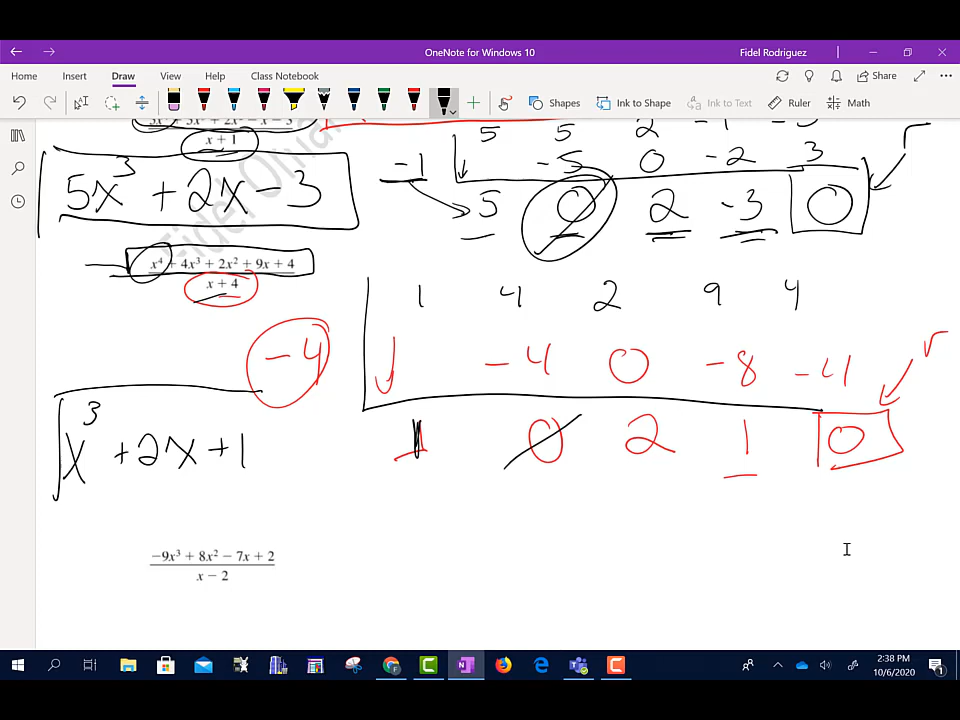 OneNote for Windows 10
Fidel Rodriguez
Home Insert Draw View Help Class Notebook
Share
Shapes Ink to Shape Ink to Text Ruler Math
x + 1
5 5 2 -1 -3
-1 -5 0 -2 3
5x³ + 2x - 3
5 0 2 -3 0
r
x⁴ + 4x³ + 2x² + 9x + 4
x + 4
1 4 2 9 4
-4
-4 0 -8 -4
r
x³ + 2x + 1
1 0 2 1 0
-9x³ + 8x² - 7x + 2
x - 2
2:38 PM
10/6/2020